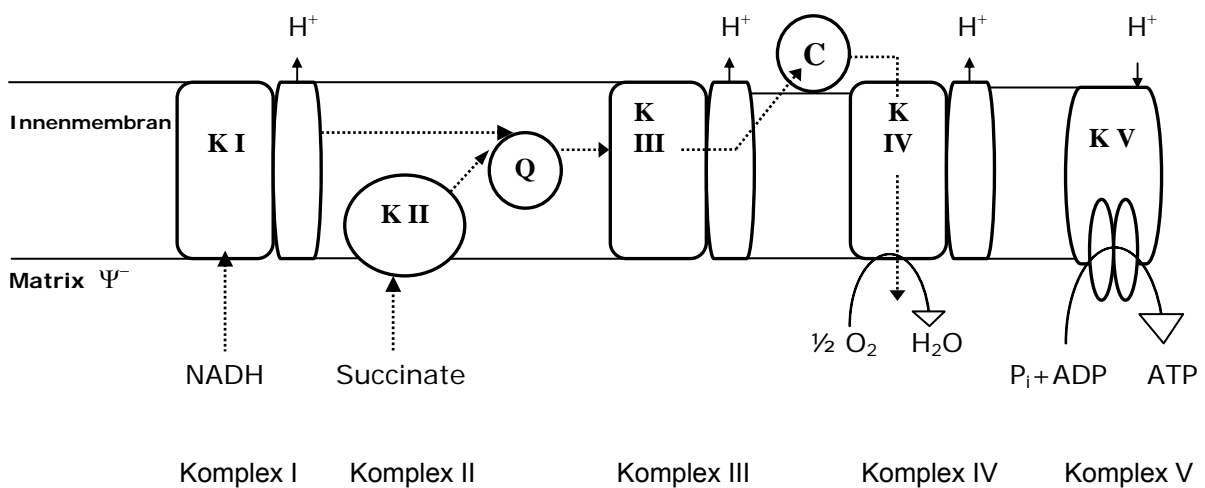 H⁺ H⁺ H⁺ H⁺
C
Innenmembran
K I
K II
Q
K
III
K
IV
K V
Matrix Ψ⁻
NADH
Succinate
½ O₂
H₂O
Pᵢ+ADP
ATP
Komplex I Komplex II Komplex III Komplex IV Komplex V